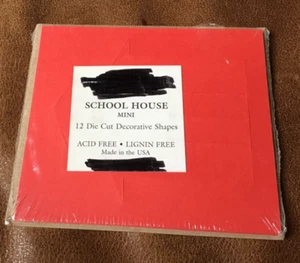 SCHOOL HOUSE
MINI
12 Die Cut Decorative Shapes
ACID FREE • LIGNIN FREE
Made in the USA